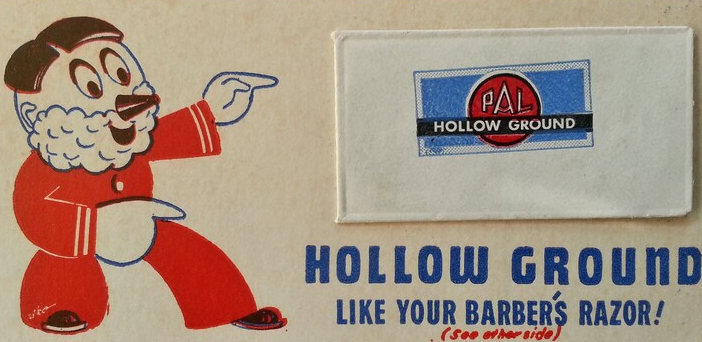 PAL
HOLLOW GROUND
HOLLOW GROUND
LIKE YOUR BARBER'S RAZOR!
(See other side)